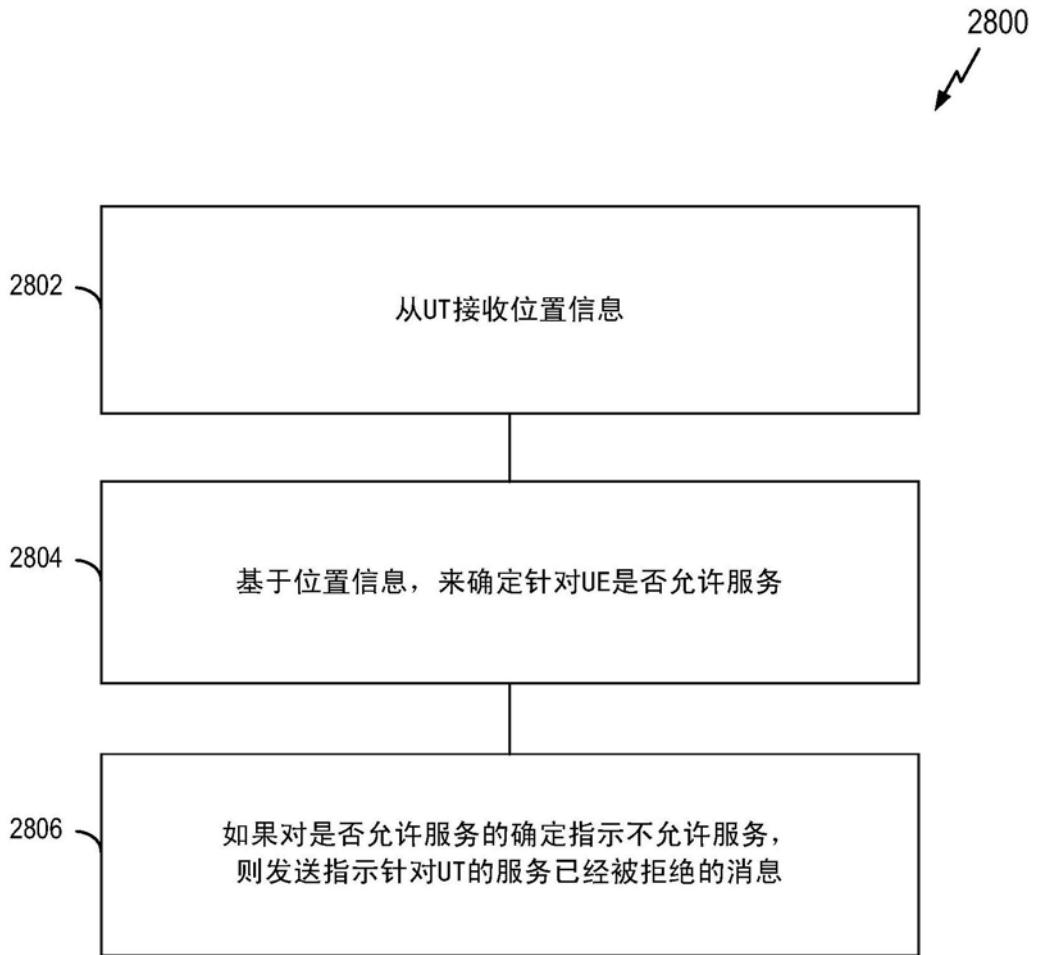 2800
2802
从UT接收位置信息
2804
基于位置信息，来确定针对UE是否允许服务
2806
如果对是否允许服务的确定指示不允许服务，
则发送指示针对UT的服务已经被拒绝的消息